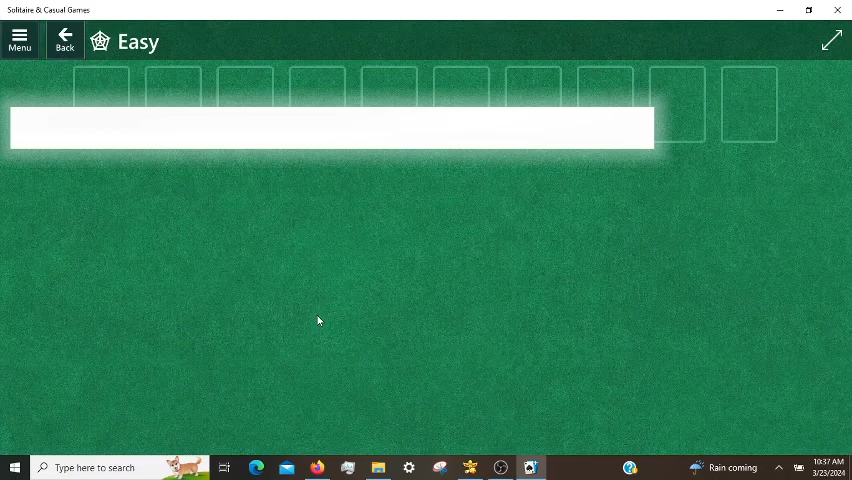 Solitaire & Casual Games
Menu
Back
Easy
Type here to search
Rain coming
10:37 AM
3/23/2024